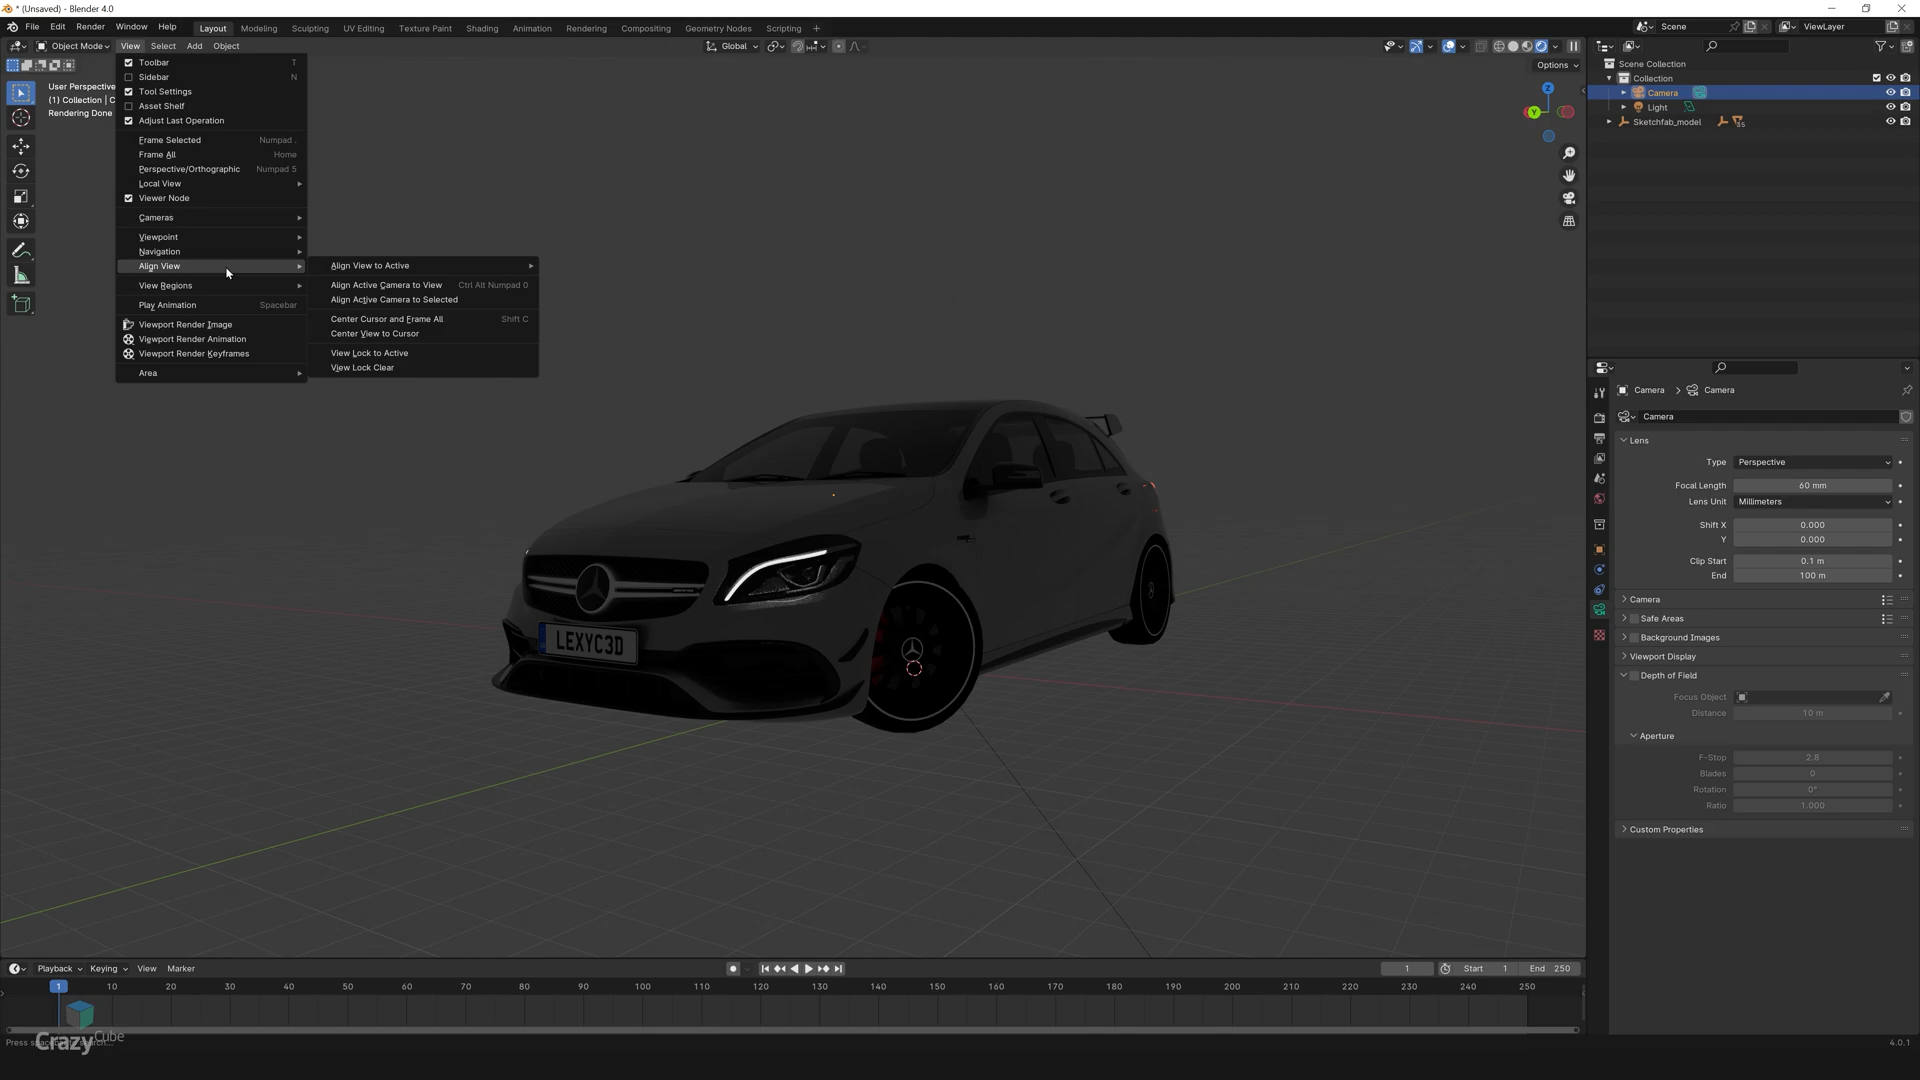 * (Unsaved) - Blender 4.0
File Edit Render Window Help Layout Modeling Sculpting UV Editing Texture Paint Shading Animation Rendering Compositing Geometry Nodes Scripting + Scene ViewLayer
Object Mode View Select Add Object Global
Options
User Perspective
(1) Collection | C
Rendering Done
Toolbar T
Sidebar N
Tool Settings
Asset Shelf
Adjust Last Operation
Frame Selected Numpad .
Frame All Home
Perspective/Orthographic Numpad 5
Local View
Viewer Node
Cameras
Viewpoint
Navigation
Align View
View Regions
Play Animation Spacebar
Viewport Render Image
Viewport Render Animation
Viewport Render Keyframes
Area
Align View to Active
Align Active Camera to View Ctrl Alt Numpad 0
Align Active Camera to Selected
Center Cursor and Frame All Shift C
Center View to Cursor
View Lock to Active
View Lock Clear
Z
Y
LEXYC3D
Scene Collection
Collection
Camera
Light
Sketchfab_model 35
Camera > Camera
Camera
Lens
Type Perspective
Focal Length 60 mm
Lens Unit Millimeters
Shift X 0.000
Y 0.000
Clip Start 0.1 m
End 100 m
Camera
Safe Areas
Background Images
Viewport Display
Depth of Field
Focus Object
Distance 10 m
Aperture
F-Stop 2.8
Blades 0
Rotation 0°
Ratio 1.000
Custom Properties
Playback Keying View Marker 1 Start 1 End 250
1 10 20 30 40 50 60 70 80 90 100 110 120 130 140 150 160 170 180 190 200 210 220 230 240 250
Crazy Cube
4.0.1